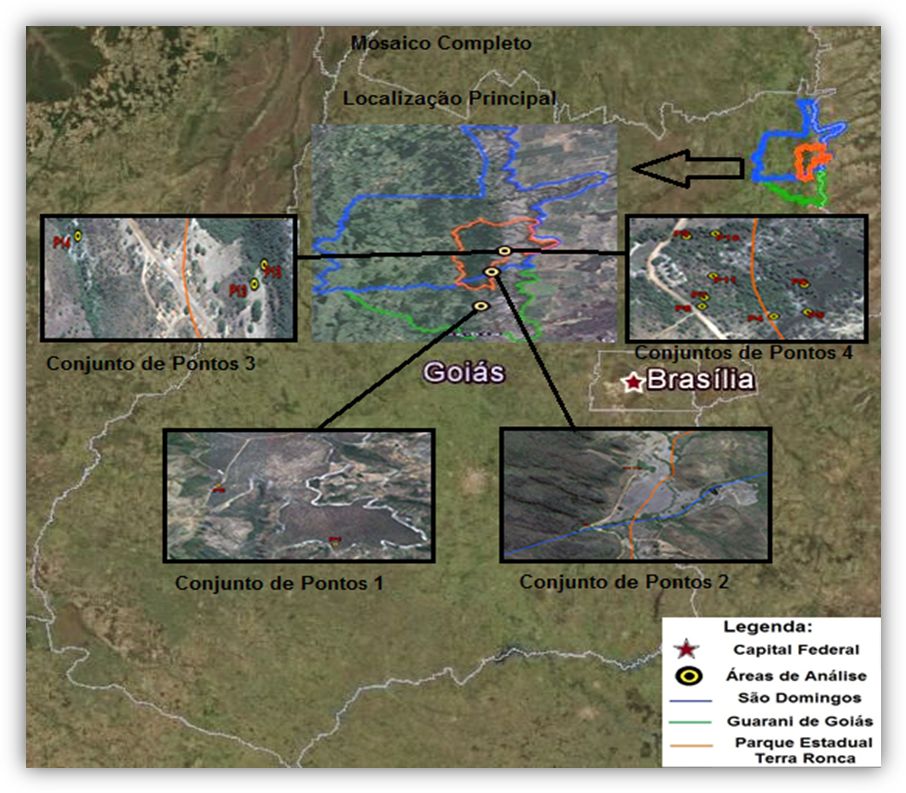 Mosaico Completo
Localização Principal
P14
P13
Conjunto de Pontos 3
P11
Conjuntos de Pontos 4
Goiás
Brasília
Conjunto de Pontos 1
Conjunto de Pontos 2
Legenda:
Capital Federal
Áreas de Análise
São Domingos
Guarani de Goiás
Parque Estadual
Terra Ronca